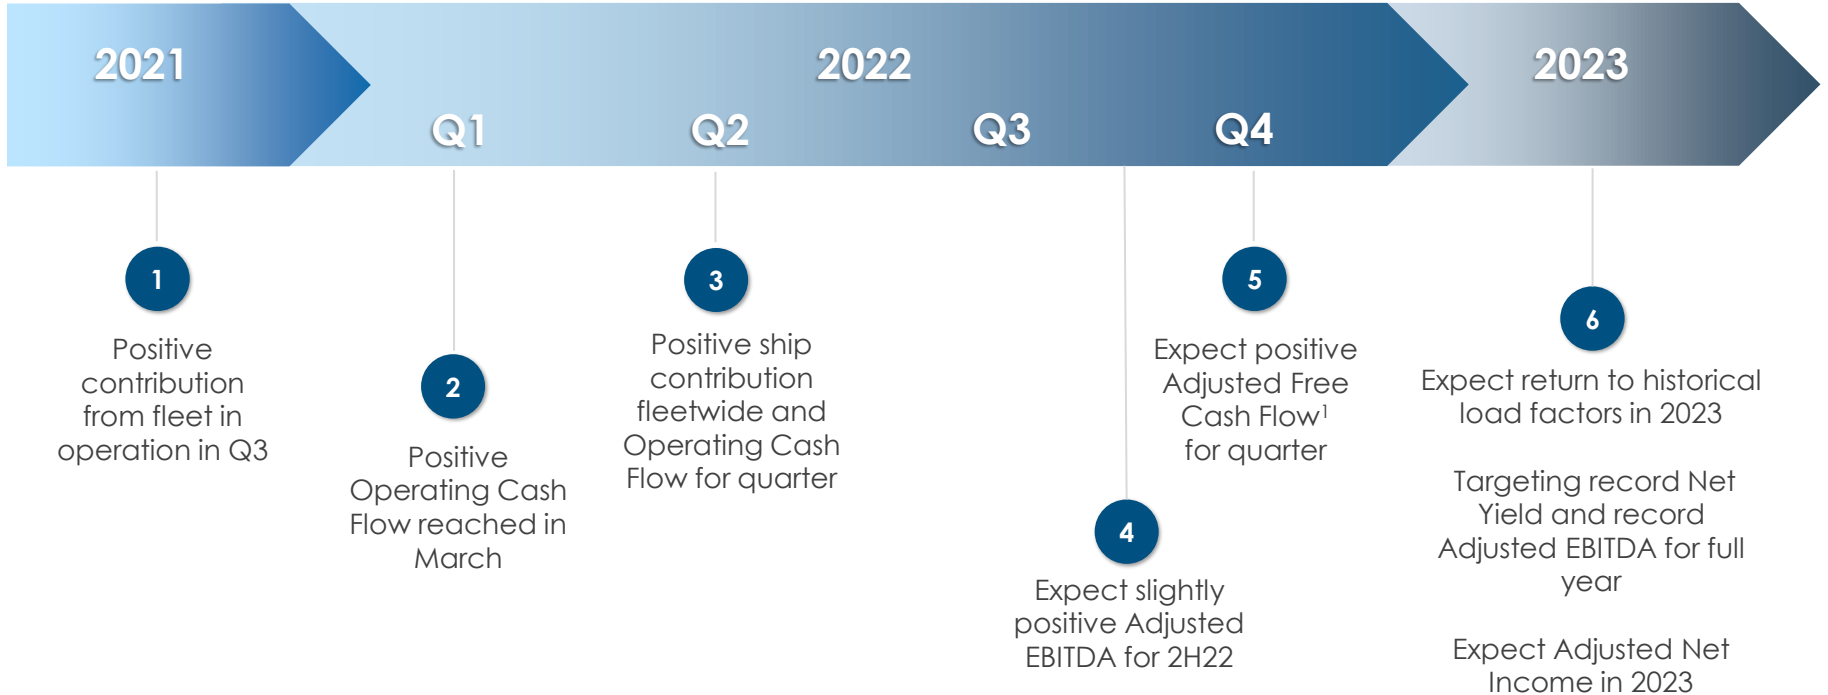 2021
2022
2023
Q1
Q2
Q3
Q4
1
Positive
contribution
from fleet in
operation in Q3
2
Positive
Operating Cash
Flow reached in
March
3
Positive ship
contribution
fleetwide and
Operating Cash
Flow for quarter
4
Expect slightly
positive Adjusted
EBITDA for 2H22
5
Expect positive
Adjusted Free
Cash Flow¹
for quarter
6
Expect return to historical
load factors in 2023
Targeting record Net
Yield and record
Adjusted EBITDA for full
year
Expect Adjusted Net
Income in 2023